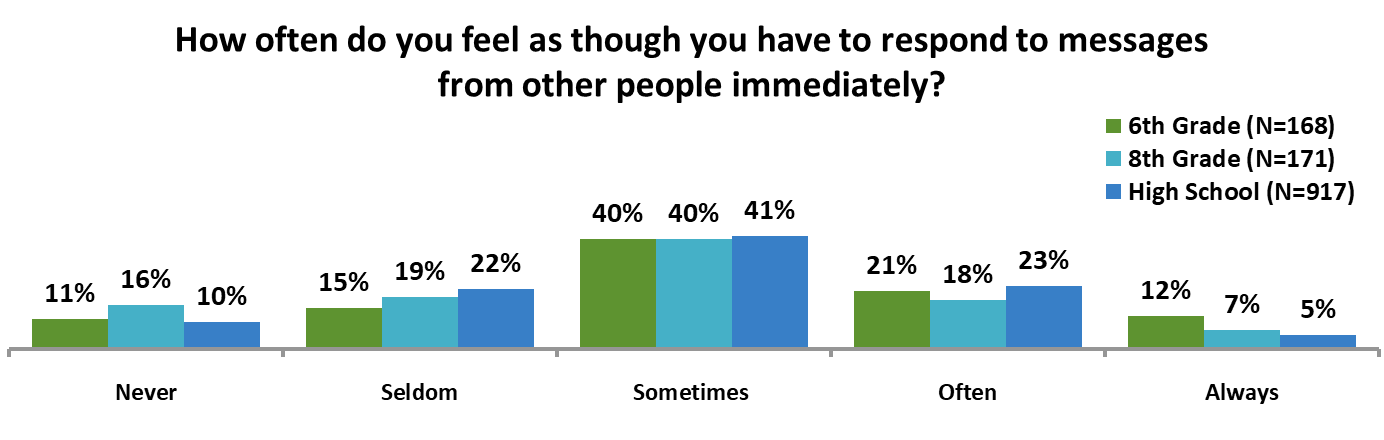 How often do you feel as though you have to respond to messages
from other people immediately?
6th Grade (N=168)
8th Grade (N=171)
High School (N=917)
11% 16% 10% 15% 19% 22% 40% 40% 41% 21% 18% 23% 12% 7% 5%
Never Seldom Sometimes Often Always